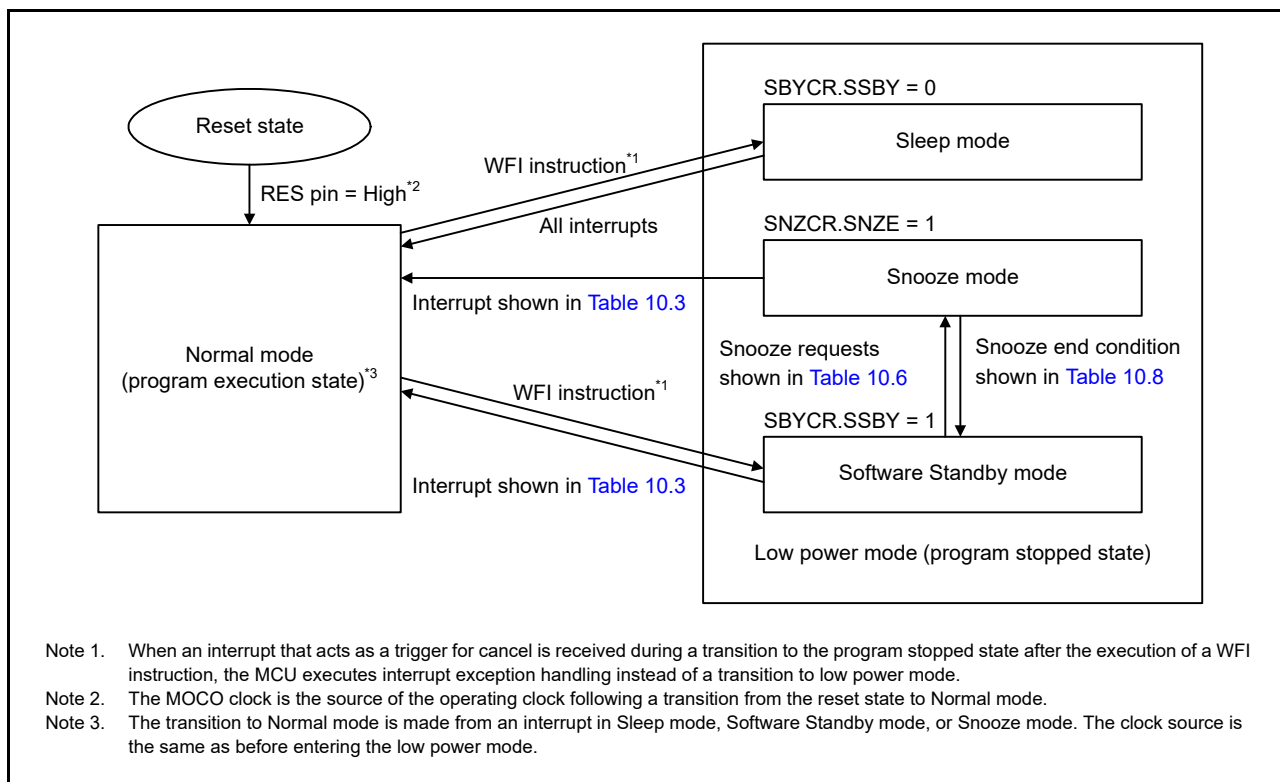 SBYCR.SSBY = 0
Reset state
Sleep mode
WFI instruction*1
RES pin = High*2
All interrupts
SNZCR.SNZE = 1
Snooze mode
Interrupt shown in Table 10.3
Normal mode
(program execution state)*3
Snooze requests
shown in Table 10.6
Snooze end condition
shown in Table 10.8
WFI instruction*1
SBYCR.SSBY = 1
Software Standby mode
Interrupt shown in Table 10.3
Low power mode (program stopped state)
Note 1. When an interrupt that acts as a trigger for cancel is received during a transition to the program stopped state after the execution of a WFI
instruction, the MCU executes interrupt exception handling instead of a transition to low power mode.
Note 2. The MOCO clock is the source of the operating clock following a transition from the reset state to Normal mode.
Note 3. The transition to Normal mode is made from an interrupt in Sleep mode, Software Standby mode, or Snooze mode. The clock source is
the same as before entering the low power mode.